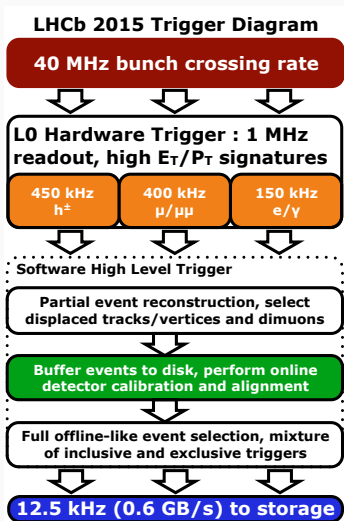 LHCb 2015 Trigger Diagram
40 MHz bunch crossing rate
L0 Hardware Trigger : 1 MHz
readout, high ET/PT signatures
450 kHz
h±
400 kHz
µ/µµ
150 kHz
e/γ
Software High Level Trigger
Partial event reconstruction, select
displaced tracks/vertices and dimuons
Buffer events to disk, perform online
detector calibration and alignment
Full offline-like event selection, mixture
of inclusive and exclusive triggers
12.5 kHz (0.6 GB/s) to storage